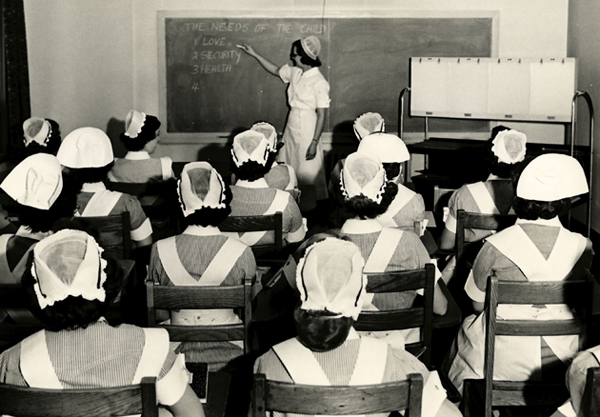 THE NEEDS OF THE CHILD
1 LOVE.
2 SECURITY
3 HEALTH
4